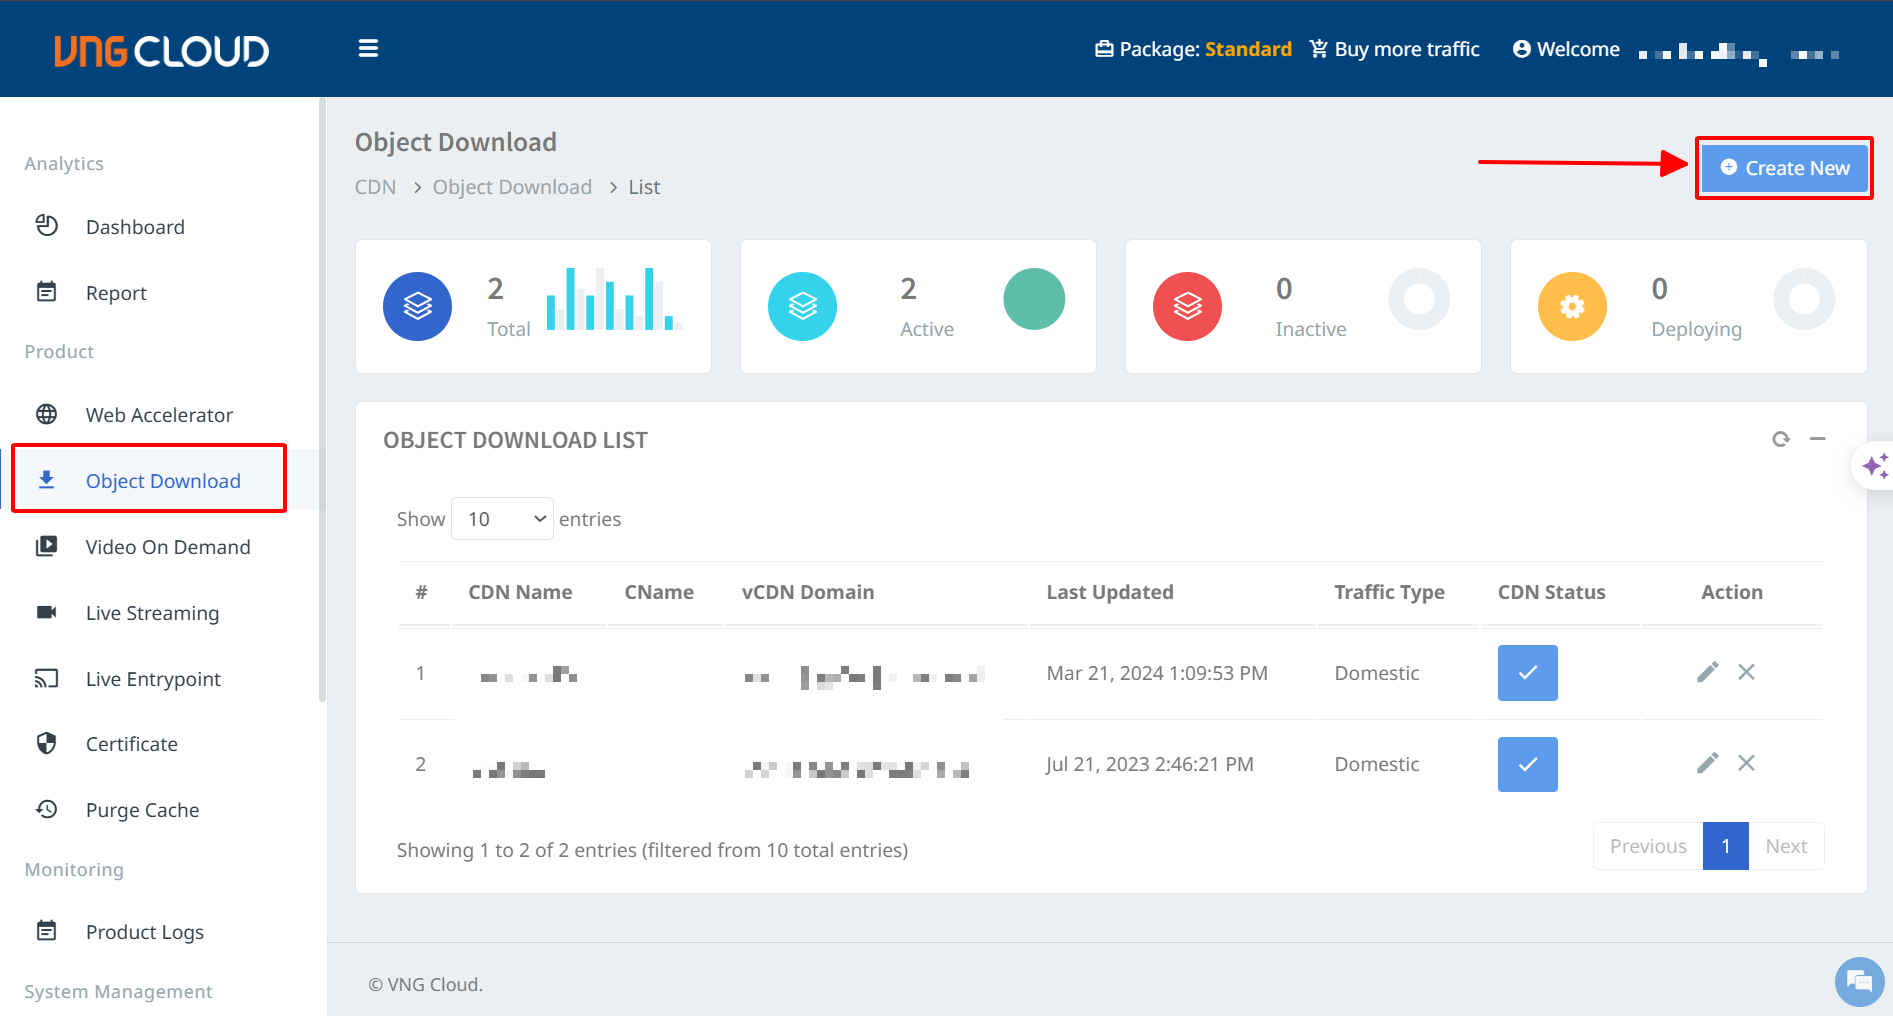 VNG CLOUD
Package: Standard
Buy more traffic
Welcome
Analytics
Dashboard
Report
Product
Web Accelerator
Object Download
Video On Demand
Live Streaming
Live Entrypoint
Certificate
Purge Cache
Monitoring
Product Logs
System Management
Object Download
CDN > Object Download > List
Create New
2
Total
2
Active
0
Inactive
0
Deploying
OBJECT DOWNLOAD LIST
Show 10 entries
# CDN Name CName vCDN Domain Last Updated Traffic Type CDN Status Action
1 Mar 21, 2024 1:09:53 PM Domestic
2 Jul 21, 2023 2:46:21 PM Domestic
Showing 1 to 2 of 2 entries (filtered from 10 total entries)
Previous 1 Next
© VNG Cloud.